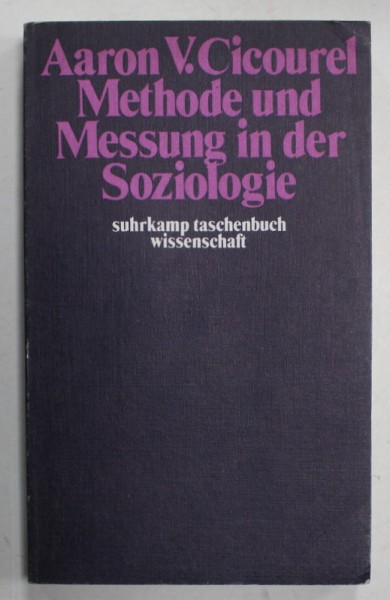 Aaron V. Cicourel
Methode und
Messung in der
Soziologie
suhrkamp taschenbuch
wissenschaft